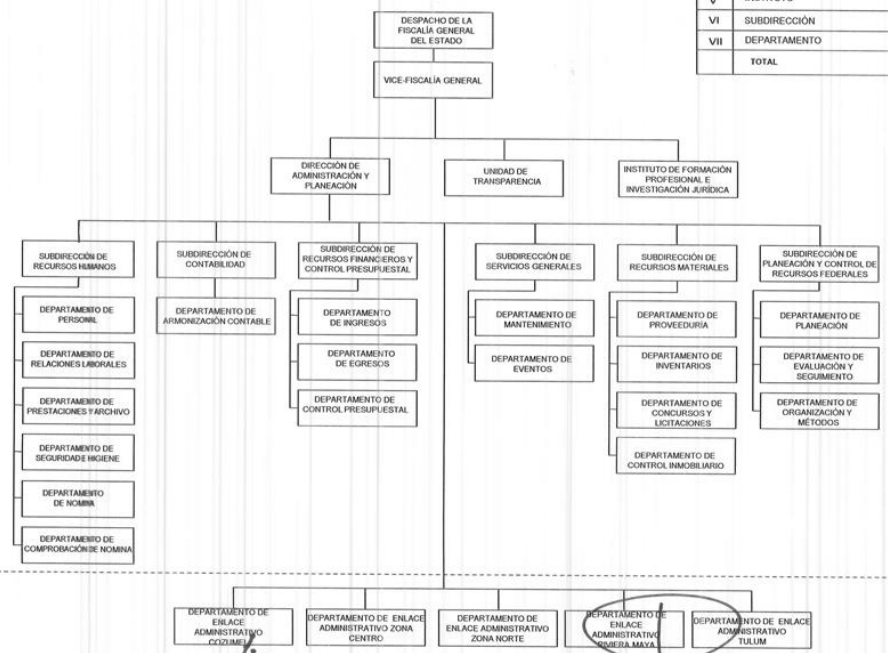 VI SUBDIRECCIÓN
VII DEPARTAMENTO
TOTAL
DESPACHO DE LA
FISCALÍA GENERAL
DEL ESTADO
VICE-FISCALÍA GENERAL
DIRECCIÓN DE
ADMINISTRACIÓN Y
PLANEACIÓN
UNIDAD DE
TRANSPARENCIA
INSTITUTO DE FORMACIÓN
PROFESIONAL E
INVESTIGACIÓN JURÍDICA
SUBDIRECCIÓN DE
RECURSOS HUMANOS
SUBDIRECCIÓN DE
CONTABILIDAD
SUBDIRECCIÓN DE
RECURSOS FINANCIEROS Y
CONTROL PRESUPUESTAL
SUBDIRECCIÓN DE
SERVICIOS GENERALES
SUBDIRECCIÓN DE
RECURSOS MATERIALES
SUBDIRECCIÓN DE
PLANEACIÓN Y CONTROL DE
RECURSOS FEDERALES
DEPARTAMENTO DE
PERSONAL
DEPARTAMENTO DE
RELACIONES LABORALES
DEPARTAMENTO DE
PRESTACIONES Y ARCHIVO
DEPARTAMENTO DE
SEGURIDAD E HIGIENE
DEPARTAMENTO
DE NOMINA
DEPARTAMENTO DE
COMPROBACIÓN DE NOMINA
DEPARTAMENTO DE
ARMONIZACIÓN CONTABLE
DEPARTAMENTO
DE INGRESOS
DEPARTAMENTO
DE EGRESOS
DEPARTAMENTO DE
CONTROL PRESUPUESTAL
DEPARTAMENTO DE
MANTENIMIENTO
DEPARTAMENTO DE
EVENTOS
DEPARTAMENTO DE
PROVEEDURÍA
DEPARTAMENTO DE
INVENTARIOS
DEPARTAMENTO DE
CONCURSOS Y
LICITACIONES
DEPARTAMENTO DE
CONTROL INMOBILIARIO
DEPARTAMENTO DE
PLANEACIÓN
DEPARTAMENTO DE
EVALUACIÓN Y
SEGUIMIENTO
DEPARTAMENTO DE
ORGANIZACIÓN Y
MÉTODOS
DEPARTAMENTO DE
ENLACE
ADMINISTRATIVO
COZUMEL
DEPARTAMENTO DE ENLACE
ADMINISTRATIVO ZONA
CENTRO
DEPARTAMENTO DE
ENLACE ADMINISTRATIVO
ZONA NORTE
DEPARTAMENTO DE
ENLACE
ADMINISTRATIVO
RIVIERA MAYA
DEPARTAMENTO DE ENLACE
ADMINISTRATIVO
TULUM